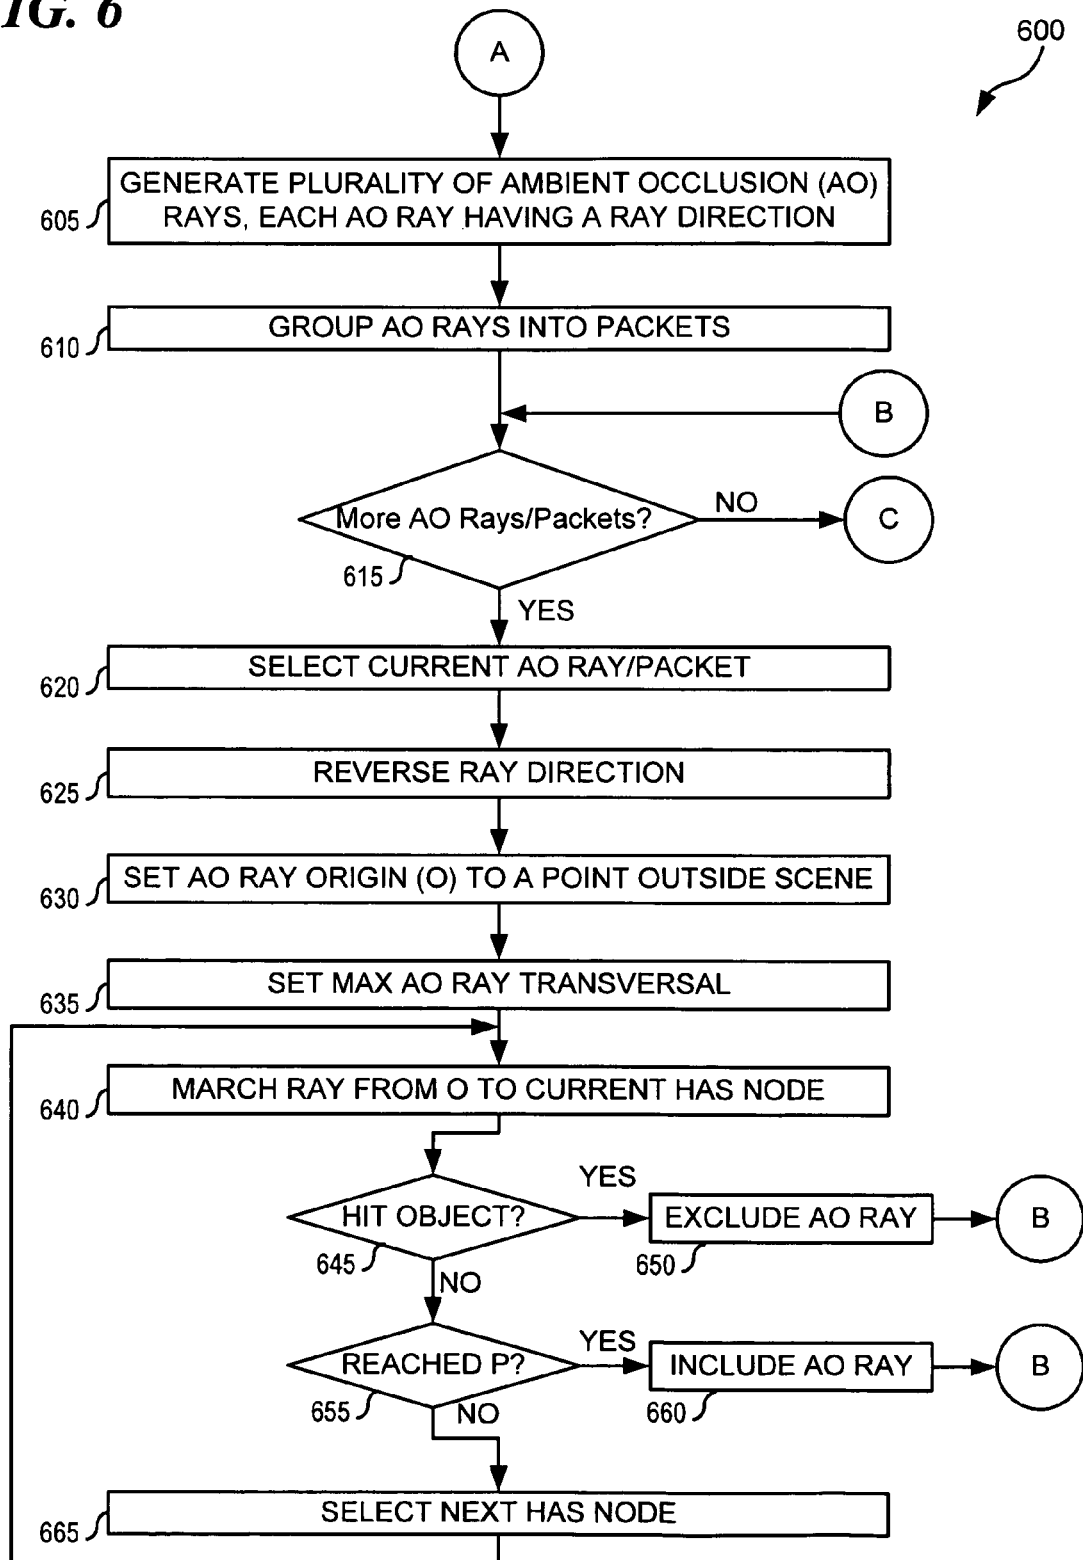 IG. 6
600
A
GENERATE PLURALITY OF AMBIENT OCCLUSION (AO)
RAYS, EACH AO RAY HAVING A RAY DIRECTION
605
GROUP AO RAYS INTO PACKETS
610
B
More AO Rays/Packets?
NO
C
615
YES
SELECT CURRENT AO RAY/PACKET
620
REVERSE RAY DIRECTION
625
SET AO RAY ORIGIN (O) TO A POINT OUTSIDE SCENE
630
SET MAX AO RAY TRANSVERSAL
635
MARCH RAY FROM O TO CURRENT HAS NODE
640
HIT OBJECT?
YES
EXCLUDE AO RAY
B
645
650
NO
REACHED P?
YES
INCLUDE AO RAY
B
655
660
NO
SELECT NEXT HAS NODE
665